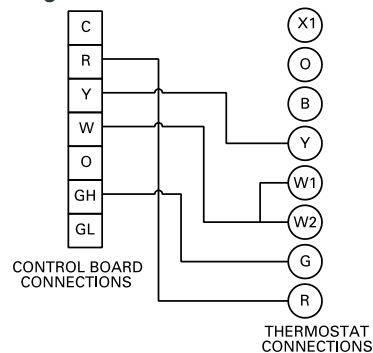 C
R
Y
W
O
GH
GL
CONTROL BOARD
CONNECTIONS
X1
O
B
Y
W1
W2
G
R
THERMOSTAT
CONNECTIONS